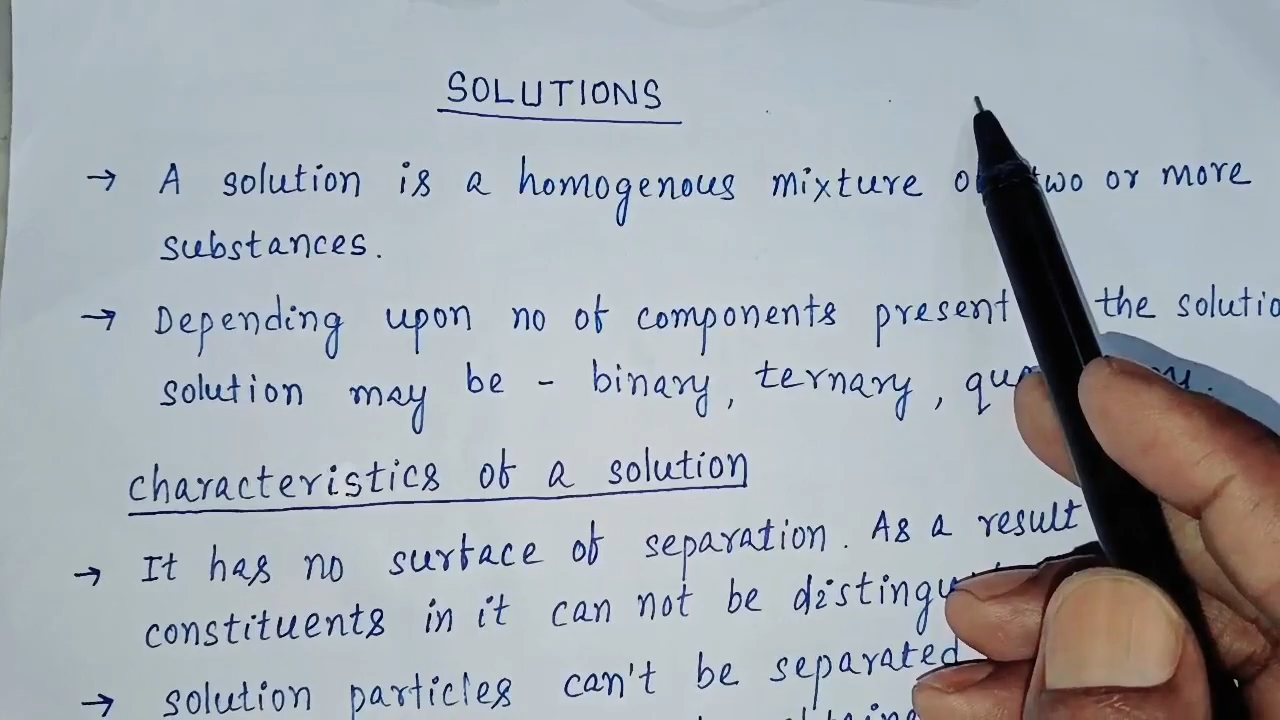 SOLUTIONS
→ A solution is a homogenous mixture two or more
substances.
→ Depending upon no of components present the solutio
solution may be - binary, ternary,
characteristics of a solution
→ It has no surface of separation. As a result
constituents in it can not be
→ solution particles can't be separated